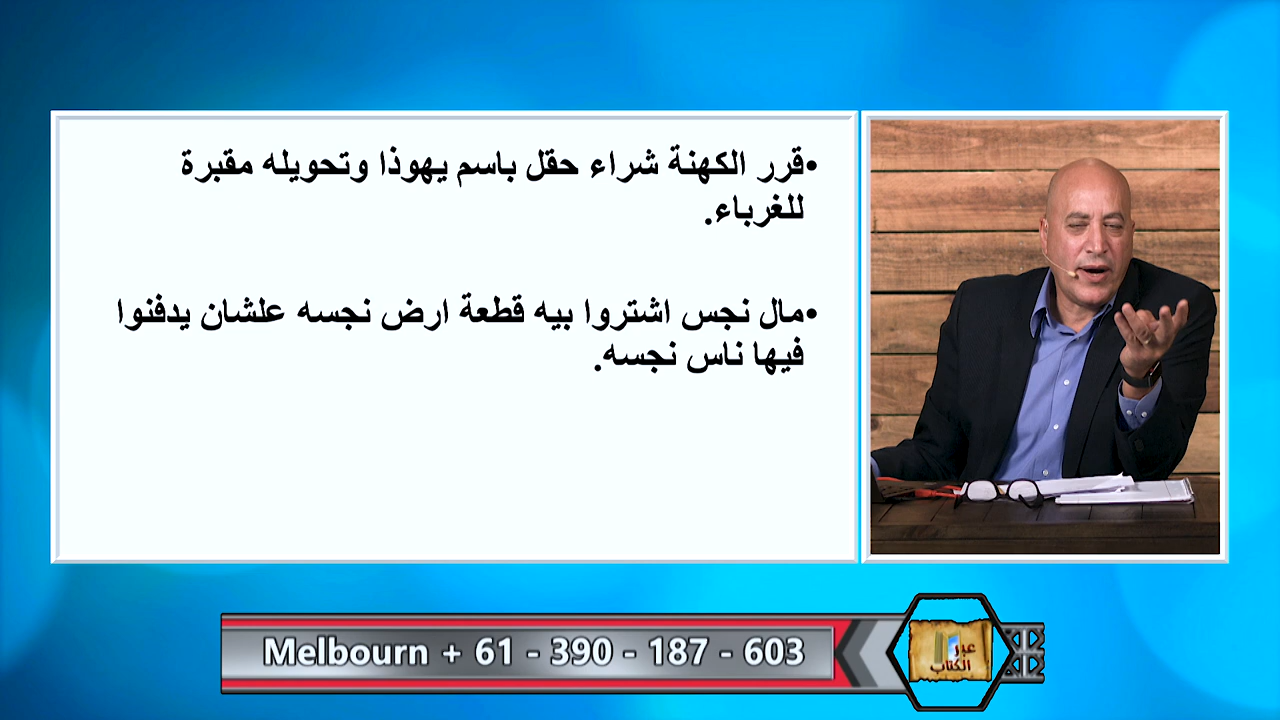 •قرر الكهنة شراء حقل باسم يهوذا وتحويله مقبرة
للغرباء.
•مال نجس اشتروا بيه قطعة ارض نجسه علشان يدفنوا
فيها ناس نجسه.
Melbourn + 61 - 390 - 187 - 603
عبر
الكتاب